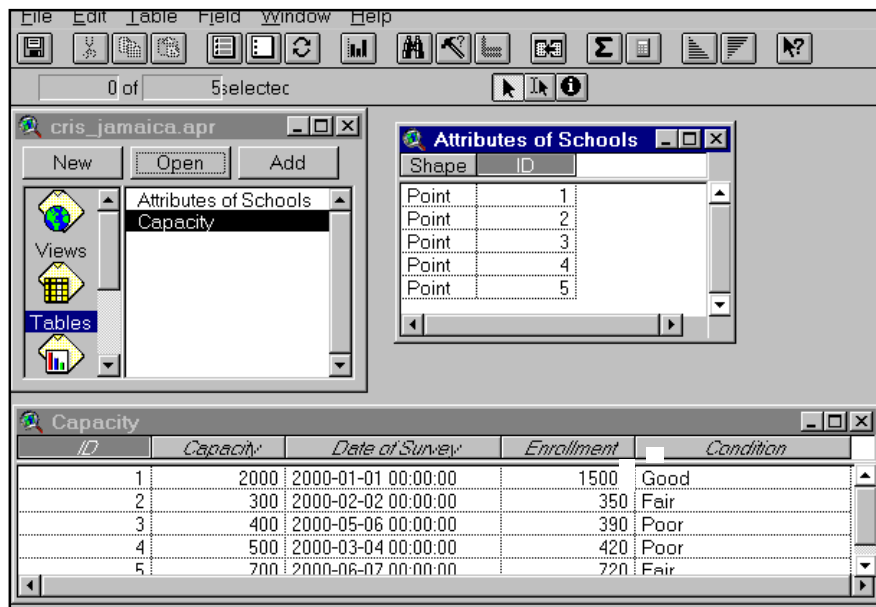 File Edit Table Field Window Help
0 of 5 selectec
cris_jamaica.apr
New Open Add
Attributes of Schools
Capacity
Views
Tables
Attributes of Schools
Shape ID
Point 1
Point 2
Point 3
Point 4
Point 5
Capacity
ID Capacity Date of Survey Enrollment Condition
1 2000 2000-01-01 00:00:00 1500 Good
2 300 2000-02-02 00:00:00 350 Fair
3 400 2000-05-06 00:00:00 390 Poor
4 500 2000-03-04 00:00:00 420 Poor
5 700 2000-06-07 00:00:00 720 Fair